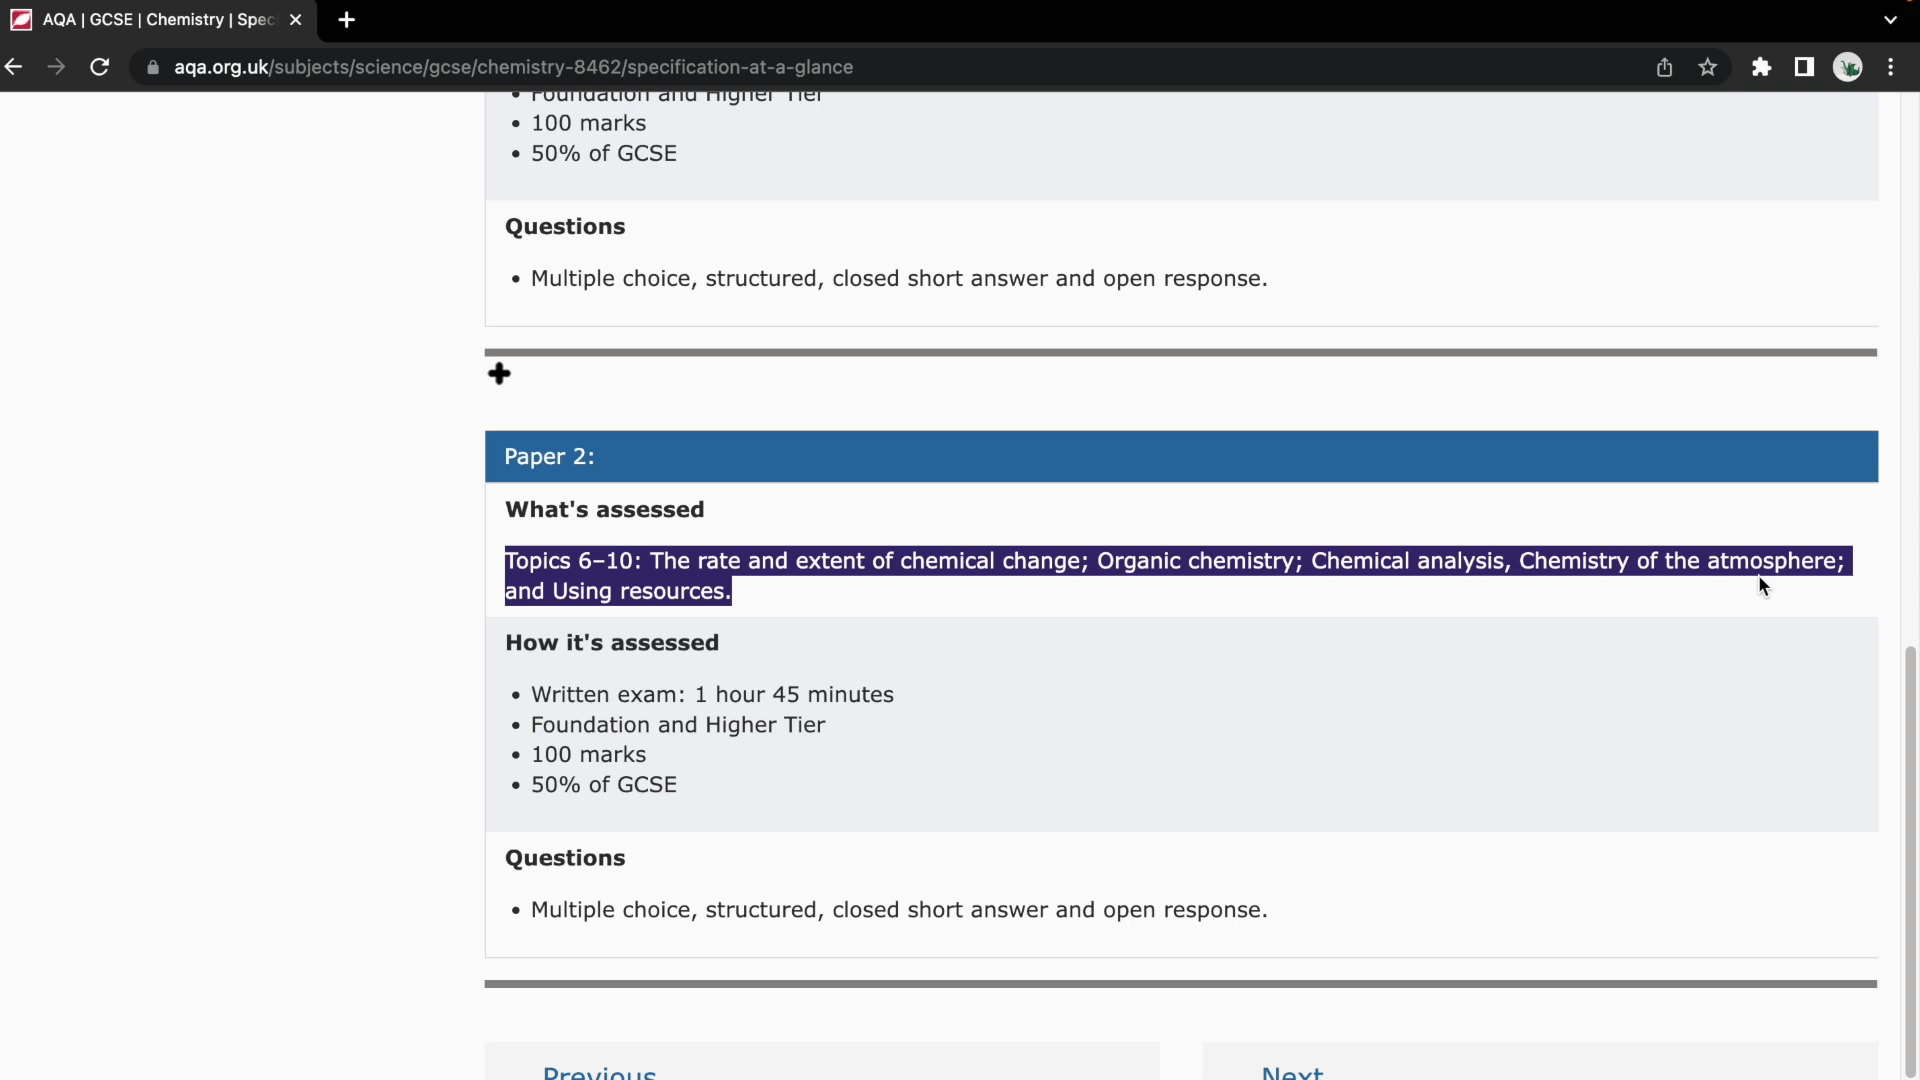 AQA | GCSE | Chemistry | Spec
aqa.org.uk/subjects/science/gcse/chemistry-8462/specification-at-a-glance
• Foundation and Higher Tier
• 100 marks
• 50% of GCSE
Questions
• Multiple choice, structured, closed short answer and open response.
Paper 2:
What's assessed
Topics 6–10: The rate and extent of chemical change; Organic chemistry; Chemical analysis, Chemistry of the atmosphere;
and Using resources.
How it's assessed
• Written exam: 1 hour 45 minutes
• Foundation and Higher Tier
• 100 marks
• 50% of GCSE
Questions
• Multiple choice, structured, closed short answer and open response.
Previous
Next